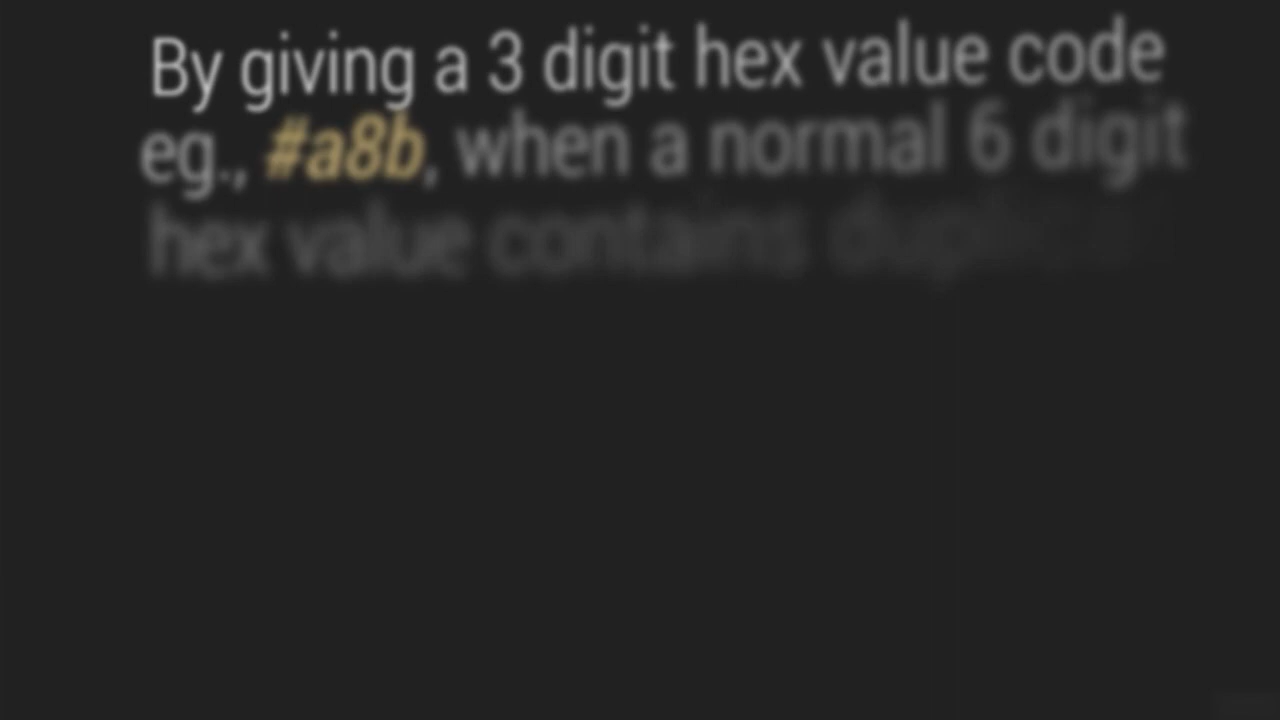 By giving a 3 digit hex value code
eg., #a8b, when a normal 6 digit
hex value contains